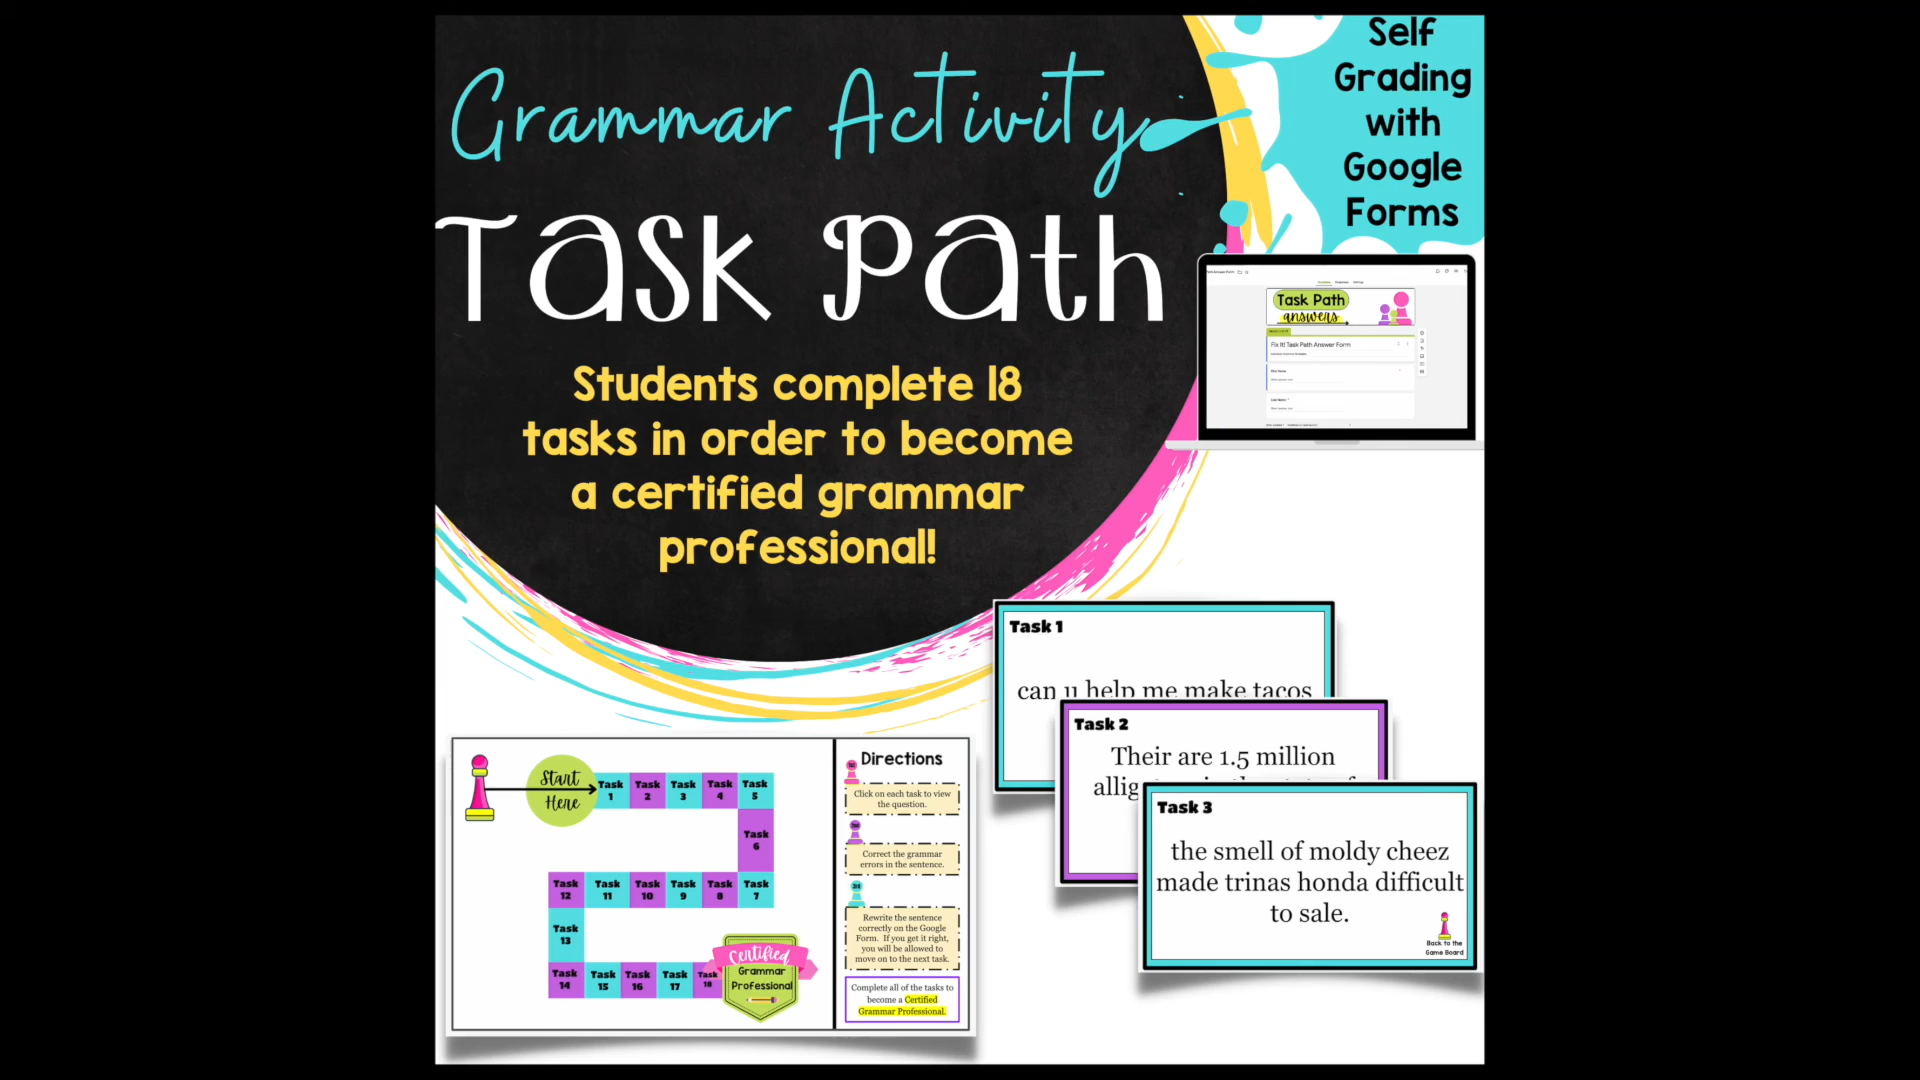 Grammar Activity
Task Path
Students complete 18
tasks in order to become
a certified grammar
professional!
Self
Grading
with
Google
Forms
Task Path
answers
Fix It! Task Path Answer Form
Task 1
can u help me make tacos
Task 2
Their are 1.5 million
Task 3
the smell of moldy cheez
made trinas honda difficult
to sale.
Back to the
Game Board
Start
Here
Task 1
Task 2
Task 3
Task 4
Task 5
Task 6
Task 12
Task 11
Task 10
Task 9
Task 8
Task 7
Task 13
Task 14
Task 15
Task 16
Task 17
Task 18
Certified
Grammar
Professional
Directions
Click on each task to view
the question.
Correct the grammar
errors in the sentence.
Rewrite the sentence
correctly on the Google
Form. If you get it right,
you will be allowed to
move on to the next task.
Complete all of the tasks to
become a Certified
Grammar Professional.